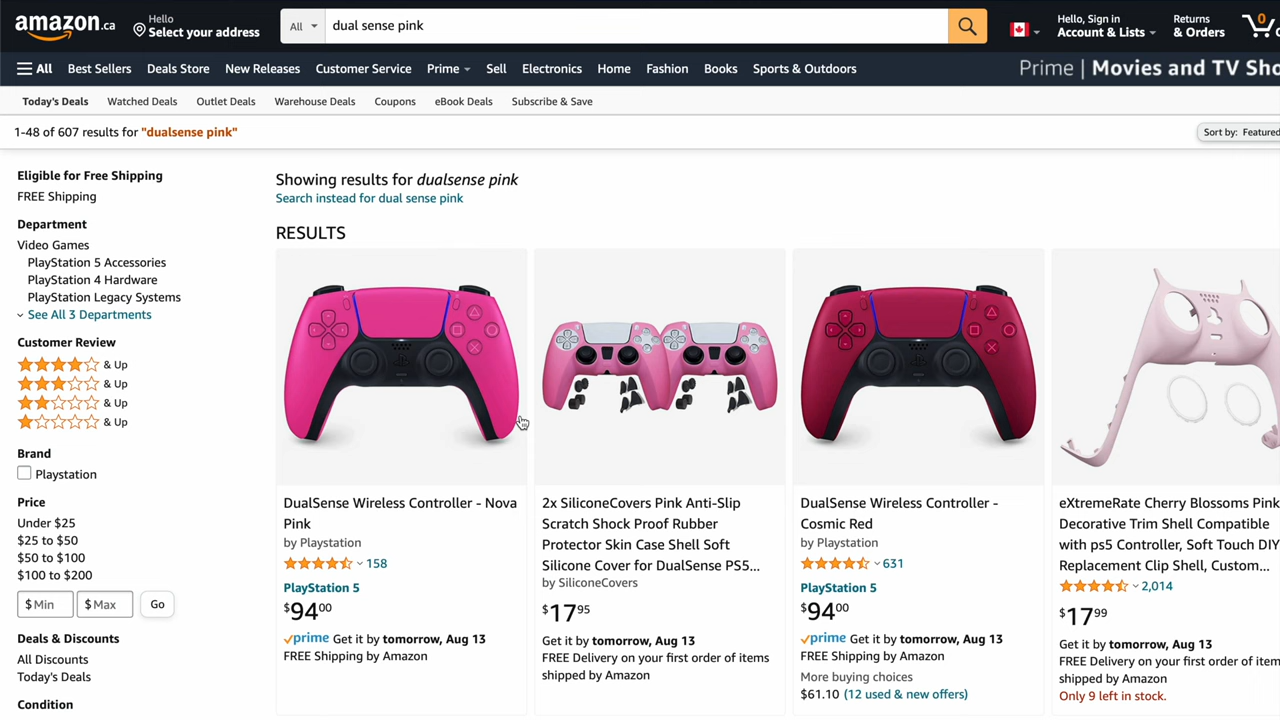 amazon.ca
Hello
Select your address
All
dual sense pink
Hello, Sign in
Account & Lists
Returns
& Orders
0
All
Best Sellers
Deals Store
New Releases
Customer Service
Prime
Sell
Electronics
Home
Fashion
Books
Sports & Outdoors
Prime | Movies and TV Sho
Today's Deals
Watched Deals
Outlet Deals
Warehouse Deals
Coupons
eBook Deals
Subscribe & Save
1-48 of 607 results for "dualsense pink"
Sort by: Featured
Eligible for Free Shipping
FREE Shipping
Department
Video Games
PlayStation 5 Accessories
PlayStation 4 Hardware
PlayStation Legacy Systems
See All 3 Departments
Customer Review
& Up
& Up
& Up
& Up
Brand
Playstation
Price
Under $25
$25 to $50
$50 to $100
$100 to $200
$ Min
$ Max
Go
Deals & Discounts
All Discounts
Today's Deals
Condition
Showing results for dualsense pink
Search instead for dual sense pink
RESULTS
DualSense Wireless Controller - Nova
Pink
by Playstation
158
PlayStation 5
$94 00
prime Get it by tomorrow, Aug 13
FREE Shipping by Amazon
2x SiliconeCovers Pink Anti-Slip
Scratch Shock Proof Rubber
Protector Skin Case Shell Soft
Silicone Cover for DualSense PS5...
by SiliconeCovers
$17 95
Get it by tomorrow, Aug 13
FREE Delivery on your first order of items
shipped by Amazon
DualSense Wireless Controller -
Cosmic Red
by Playstation
631
PlayStation 5
$94 00
prime Get it by tomorrow, Aug 13
FREE Shipping by Amazon
More buying choices
$61.10 (12 used & new offers)
eXtremeRate Cherry Blossoms Pink
Decorative Trim Shell Compatible
with ps5 Controller, Soft Touch DIY
Replacement Clip Shell, Custom...
2,014
$17 99
Get it by tomorrow, Aug 13
FREE Delivery on your first order of item
shipped by Amazon
Only 9 left in stock.